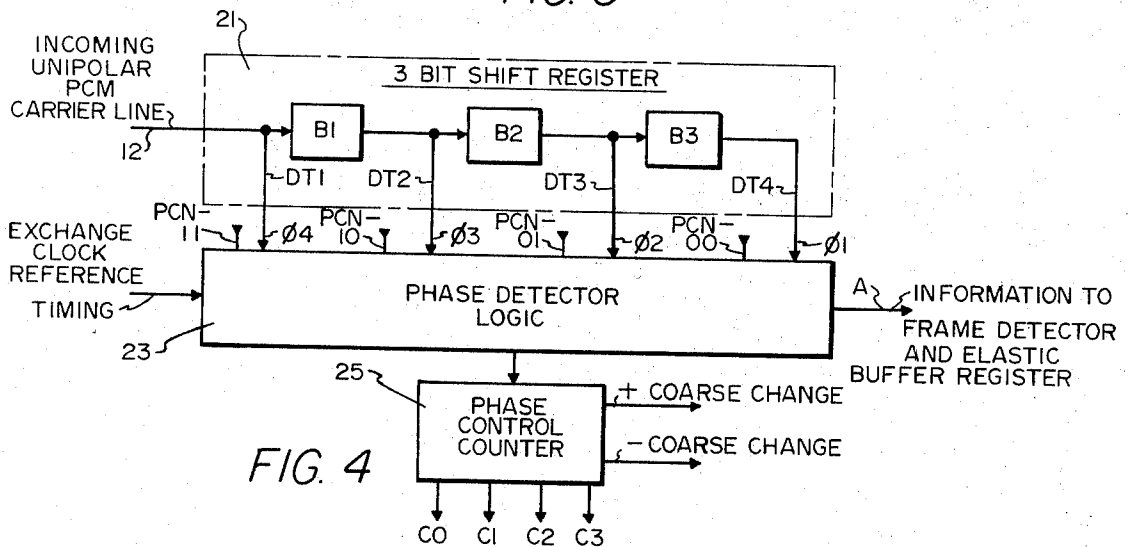 21
INCOMING
UNIPOLAR
PCM
CARRIER LINE
12
3 BIT SHIFT REGISTER
B1
B2
B3
DT1
DT2
DT3
DT4
PCN-
11
Ø4
PCN-
10
Ø3
PCN-
01
Ø2
PCN-
00
Ø1
EXCHANGE
CLOCK
REFERENCE
TIMING
23
PHASE DETECTOR
LOGIC
A
INFORMATION TO
FRAME DETECTOR
AND ELASTIC
BUFFER REGISTER
25
PHASE
CONTROL
COUNTER
+ COARSE CHANGE
- COARSE CHANGE
FIG. 4
C0
C1
C2
C3